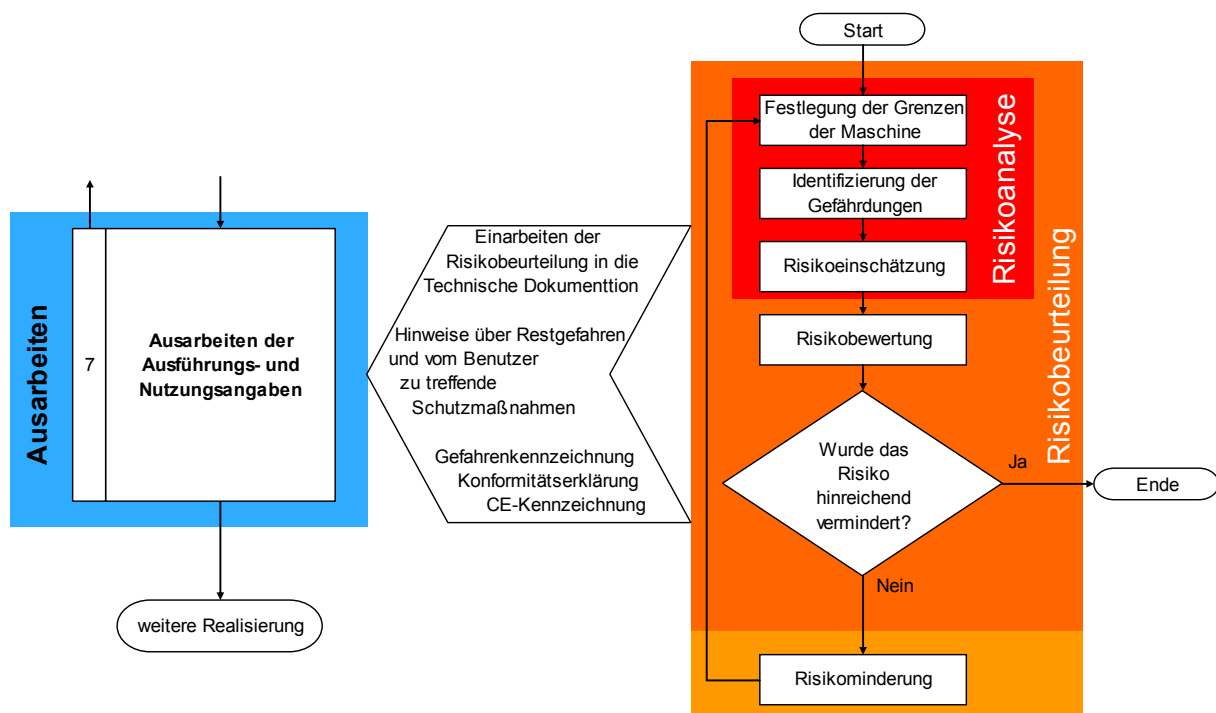 Ausarbeiten
7
Ausarbeiten der
Ausführungs- und
Nutzungsangaben
weitere Realisierung
Einarbeiten der
Risikobeurteilung in die
Technische Dokumenttion
Hinweise über Restgefahren
und vom Benutzer
zu treffende
Schutzmaßnahmen
Gefahrenkennzeichnung
Konformitätserklärung
CE-Kennzeichnung
Start
Festlegung der Grenzen
der Maschine
Identifizierung der
Gefährdungen
Risikoeinschätzung
Risikoanalyse
Risikobewertung
Risikobeurteilung
Wurde das
Risiko
hinreichend
vermindert?
Ja
Ende
Nein
Risikominderung